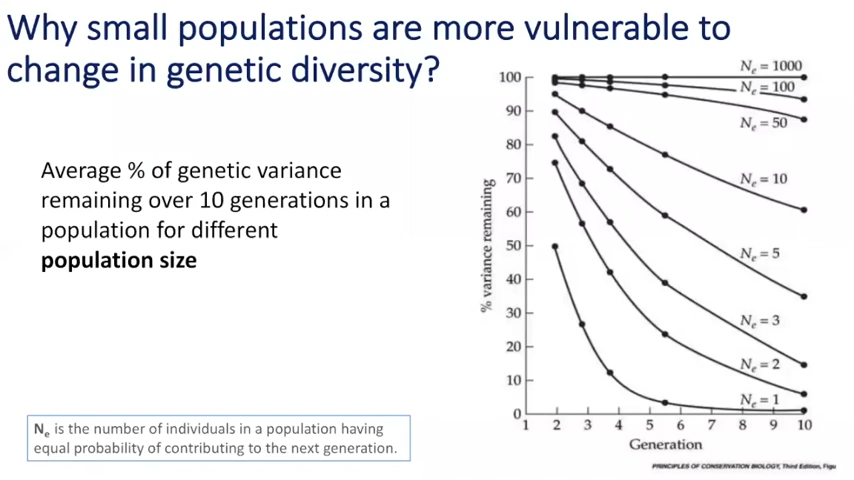 Why small populations are more vulnerable to
change in genetic diversity?
Average % of genetic variance
remaining over 10 generations in a
population for different
population size
Ne is the number of individuals in a population having
equal probability of contributing to the next generation.
% variance remaining
100
90
80
70
60
50
40
30
20
10
0
Ne = 1000
Ne = 100
Ne = 50
Ne = 10
Ne = 5
Ne = 3
Ne = 2
Ne = 1
1 2 3 4 5 6 7 8 9 10
Generation
PRINCIPLES OF CONSERVATION BIOLOGY, Third Edition, Figu